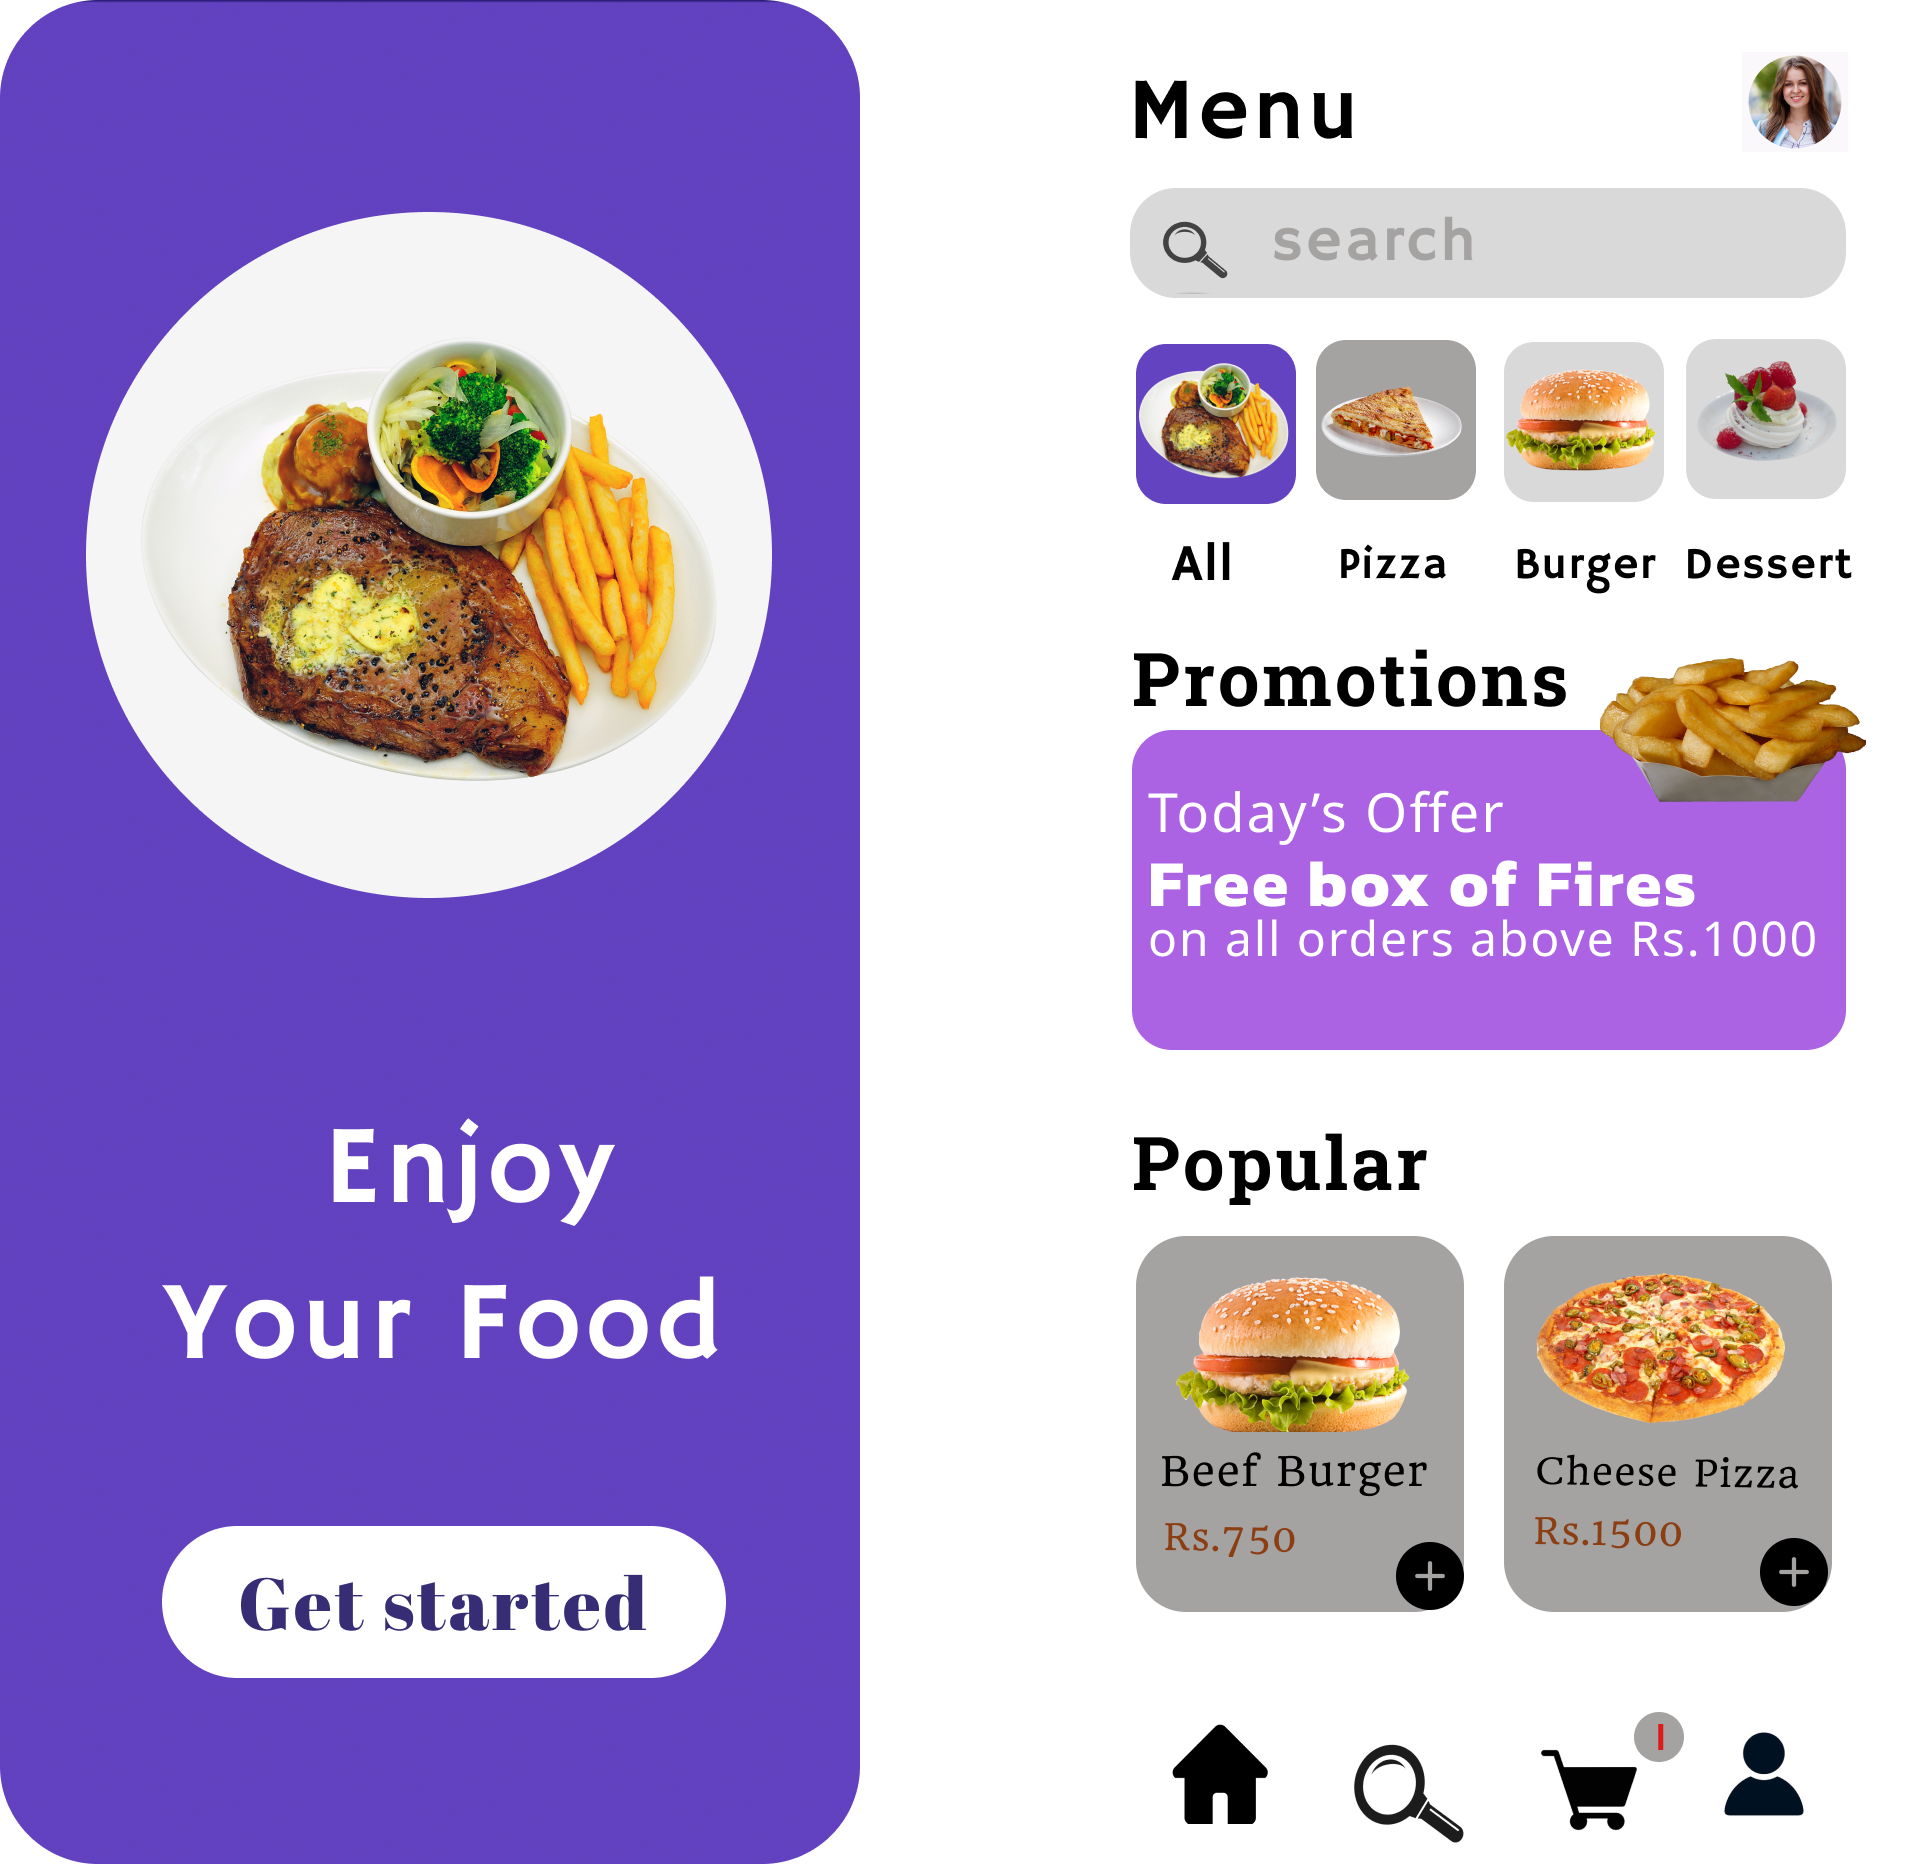 Enjoy
Your Food
Get started
Menu
search
All
Pizza
Burger
Dessert
Promotions
Today's Offer
Free box of Fires
on all orders above Rs.1000
Popular
Beef Burger
Rs.750
Cheese Pizza
Rs.1500
1